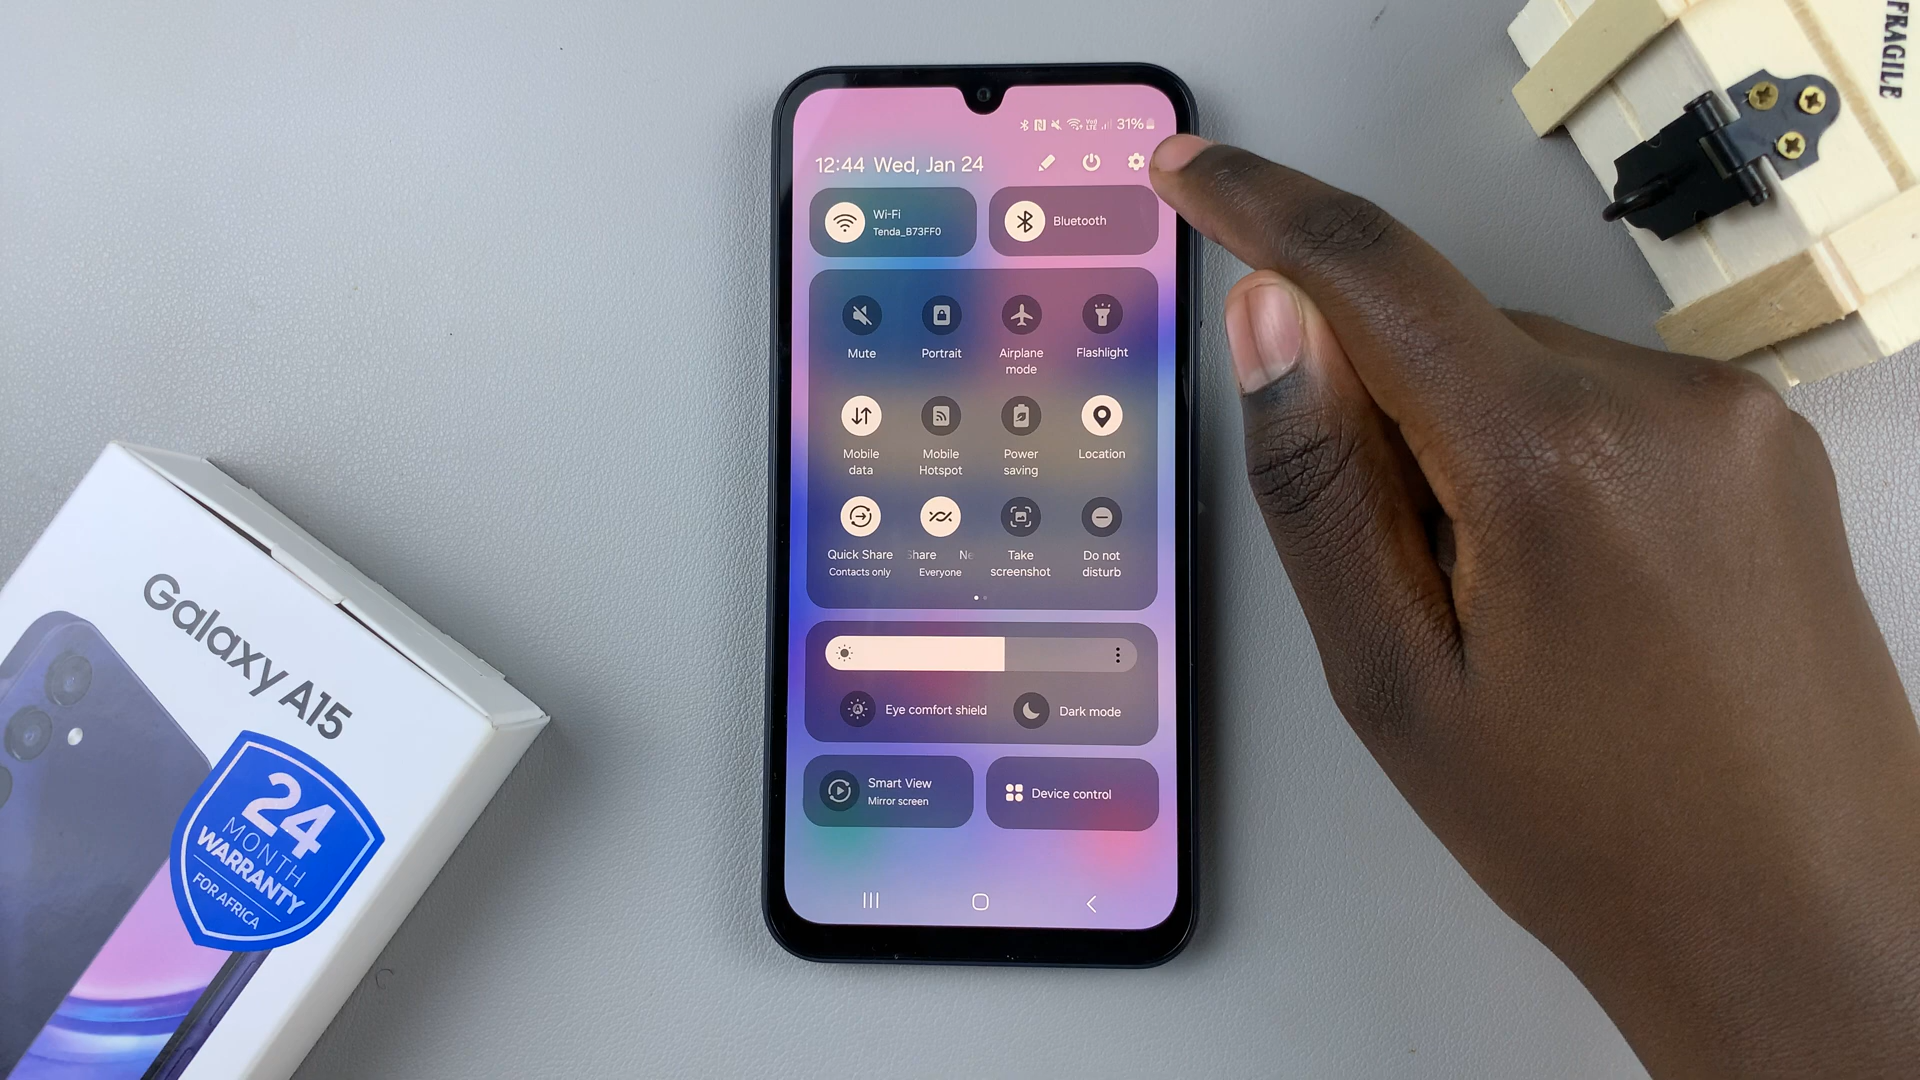 FRAGILE
31%
12:44 Wed, Jan 24
Wi-Fi
Tenda_B73FF0
Bluetooth
Mute
Portrait
Airplane
mode
Flashlight
Mobile
data
Mobile
Hotspot
Power
saving
Location
Quick Share
Contacts only
Share Ne
Everyone
Take
screenshot
Do not
disturb
Eye comfort shield
Dark mode
Smart View
Mirror screen
Device control
Galaxy A15
24
MONTH
WARRANTY
FOR AFRICA